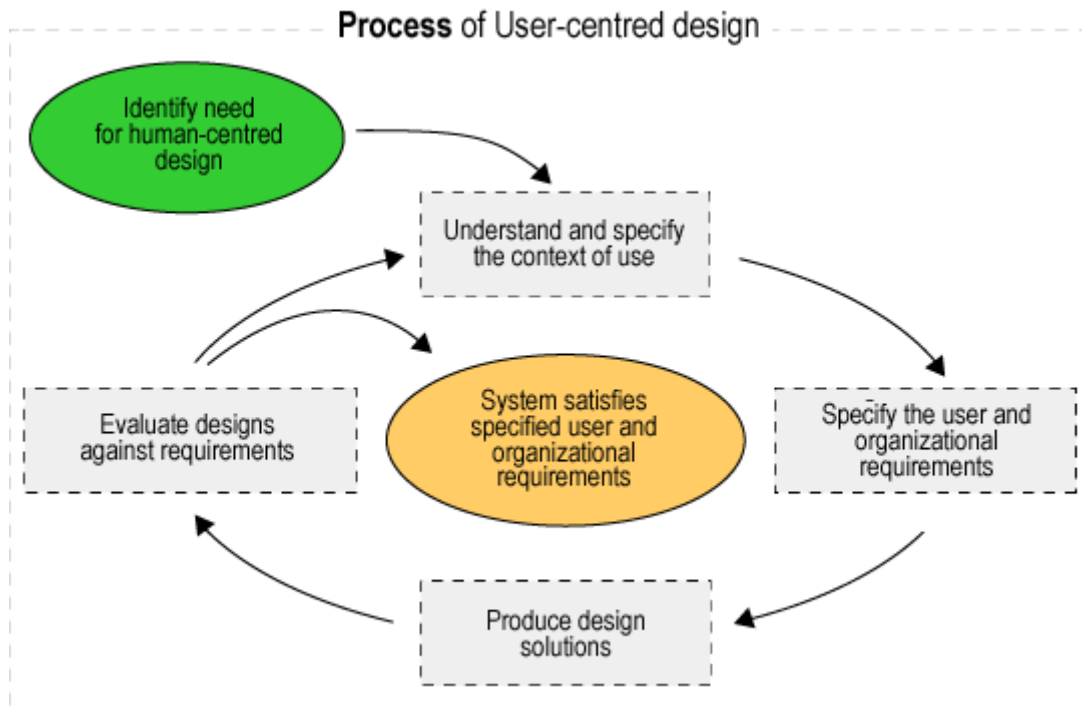 Process of User-centred design
Identify need
for human-centred
design
Understand and specify
the context of use
Evaluate designs
against requirements
System satisfies
specified user and
organizational
requirements
Specify the user and
organizational
requirements
Produce design
solutions